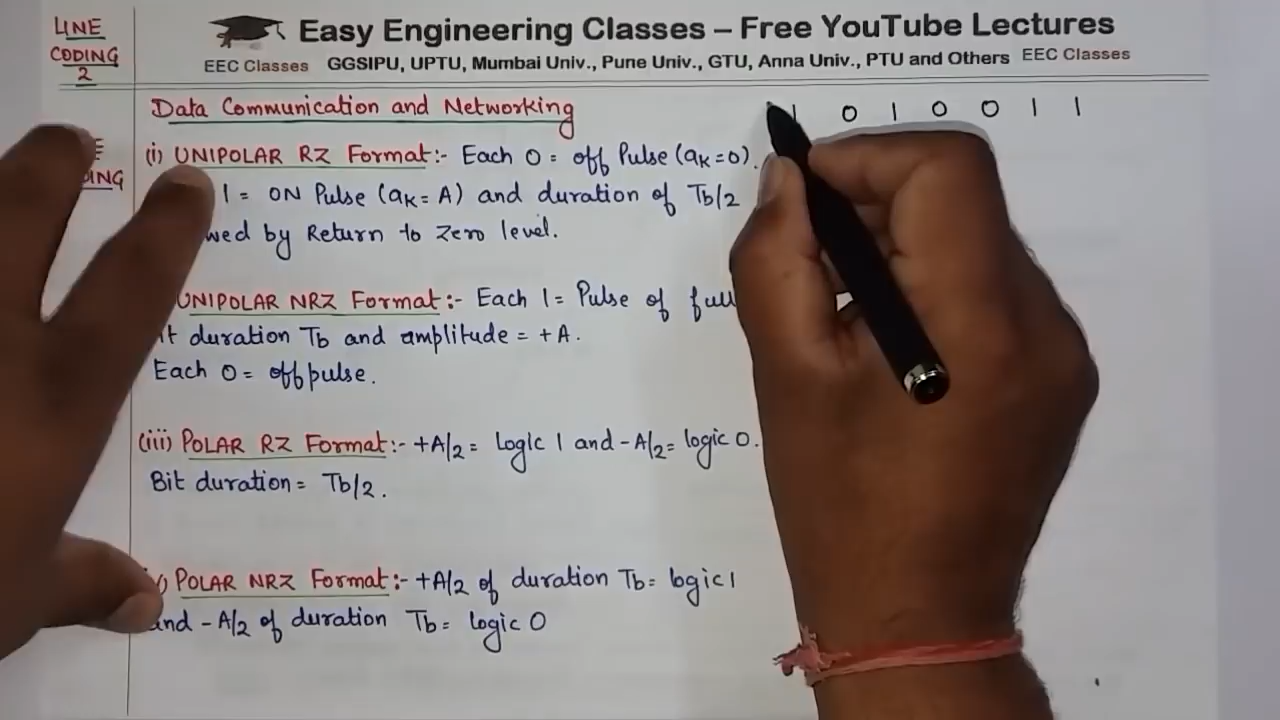 LINE
CODING
2
Easy Engineering Classes – Free YouTube Lectures
EEC Classes GGSIPU, UPTU, Mumbai Univ., Pune Univ., GTU, Anna Univ., PTU and Others EEC Classes
Data Communication and Networking
1 0 1 0 0 1 1
(i) UNIPOLAR RZ Format:- Each 0 = off Pulse (aK=0).
1 = ON Pulse (aK = A) and duration of Tb/2
by Return to Zero level.
UNIPOLAR NRZ Format:- Each 1 = Pulse of full
duration Tb and amplitude = +A.
Each 0 = off pulse.
(iii) POLAR RZ Format:- +A/2 = Logic 1 and -A/2 = logic 0.
Bit duration = Tb/2.
POLAR NRZ Format:- +A/2 of duration Tb = logic 1
and -A/2 of duration Tb = logic 0